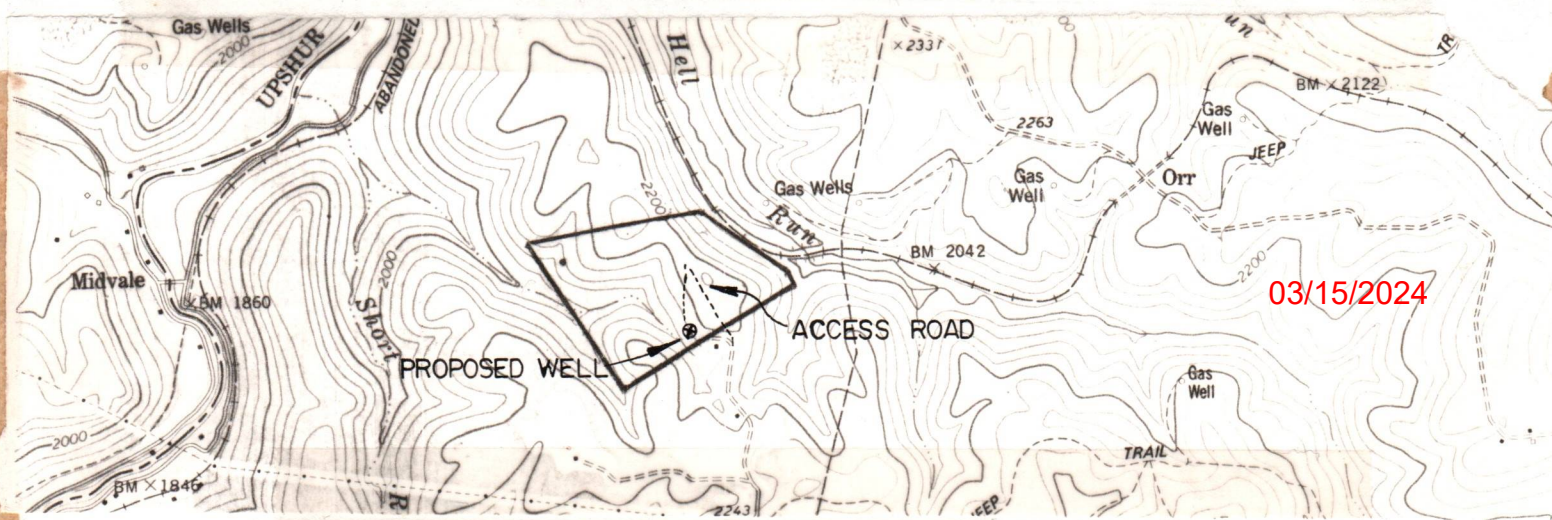 Gas Wells
2000
UPSHUR
Hell
×2331
TR
BM × 2122
Gas
Well
2263
JEEP
Gas Wells
Gas
Well
Orr
2200
Run
BM 2042
2200
03/15/2024
Midvale
×BM 1860
2000
Short
ACCESS ROAD
PROPOSED WELL
Gas
Well
2000
TRAIL
BM ×1846
R
2243